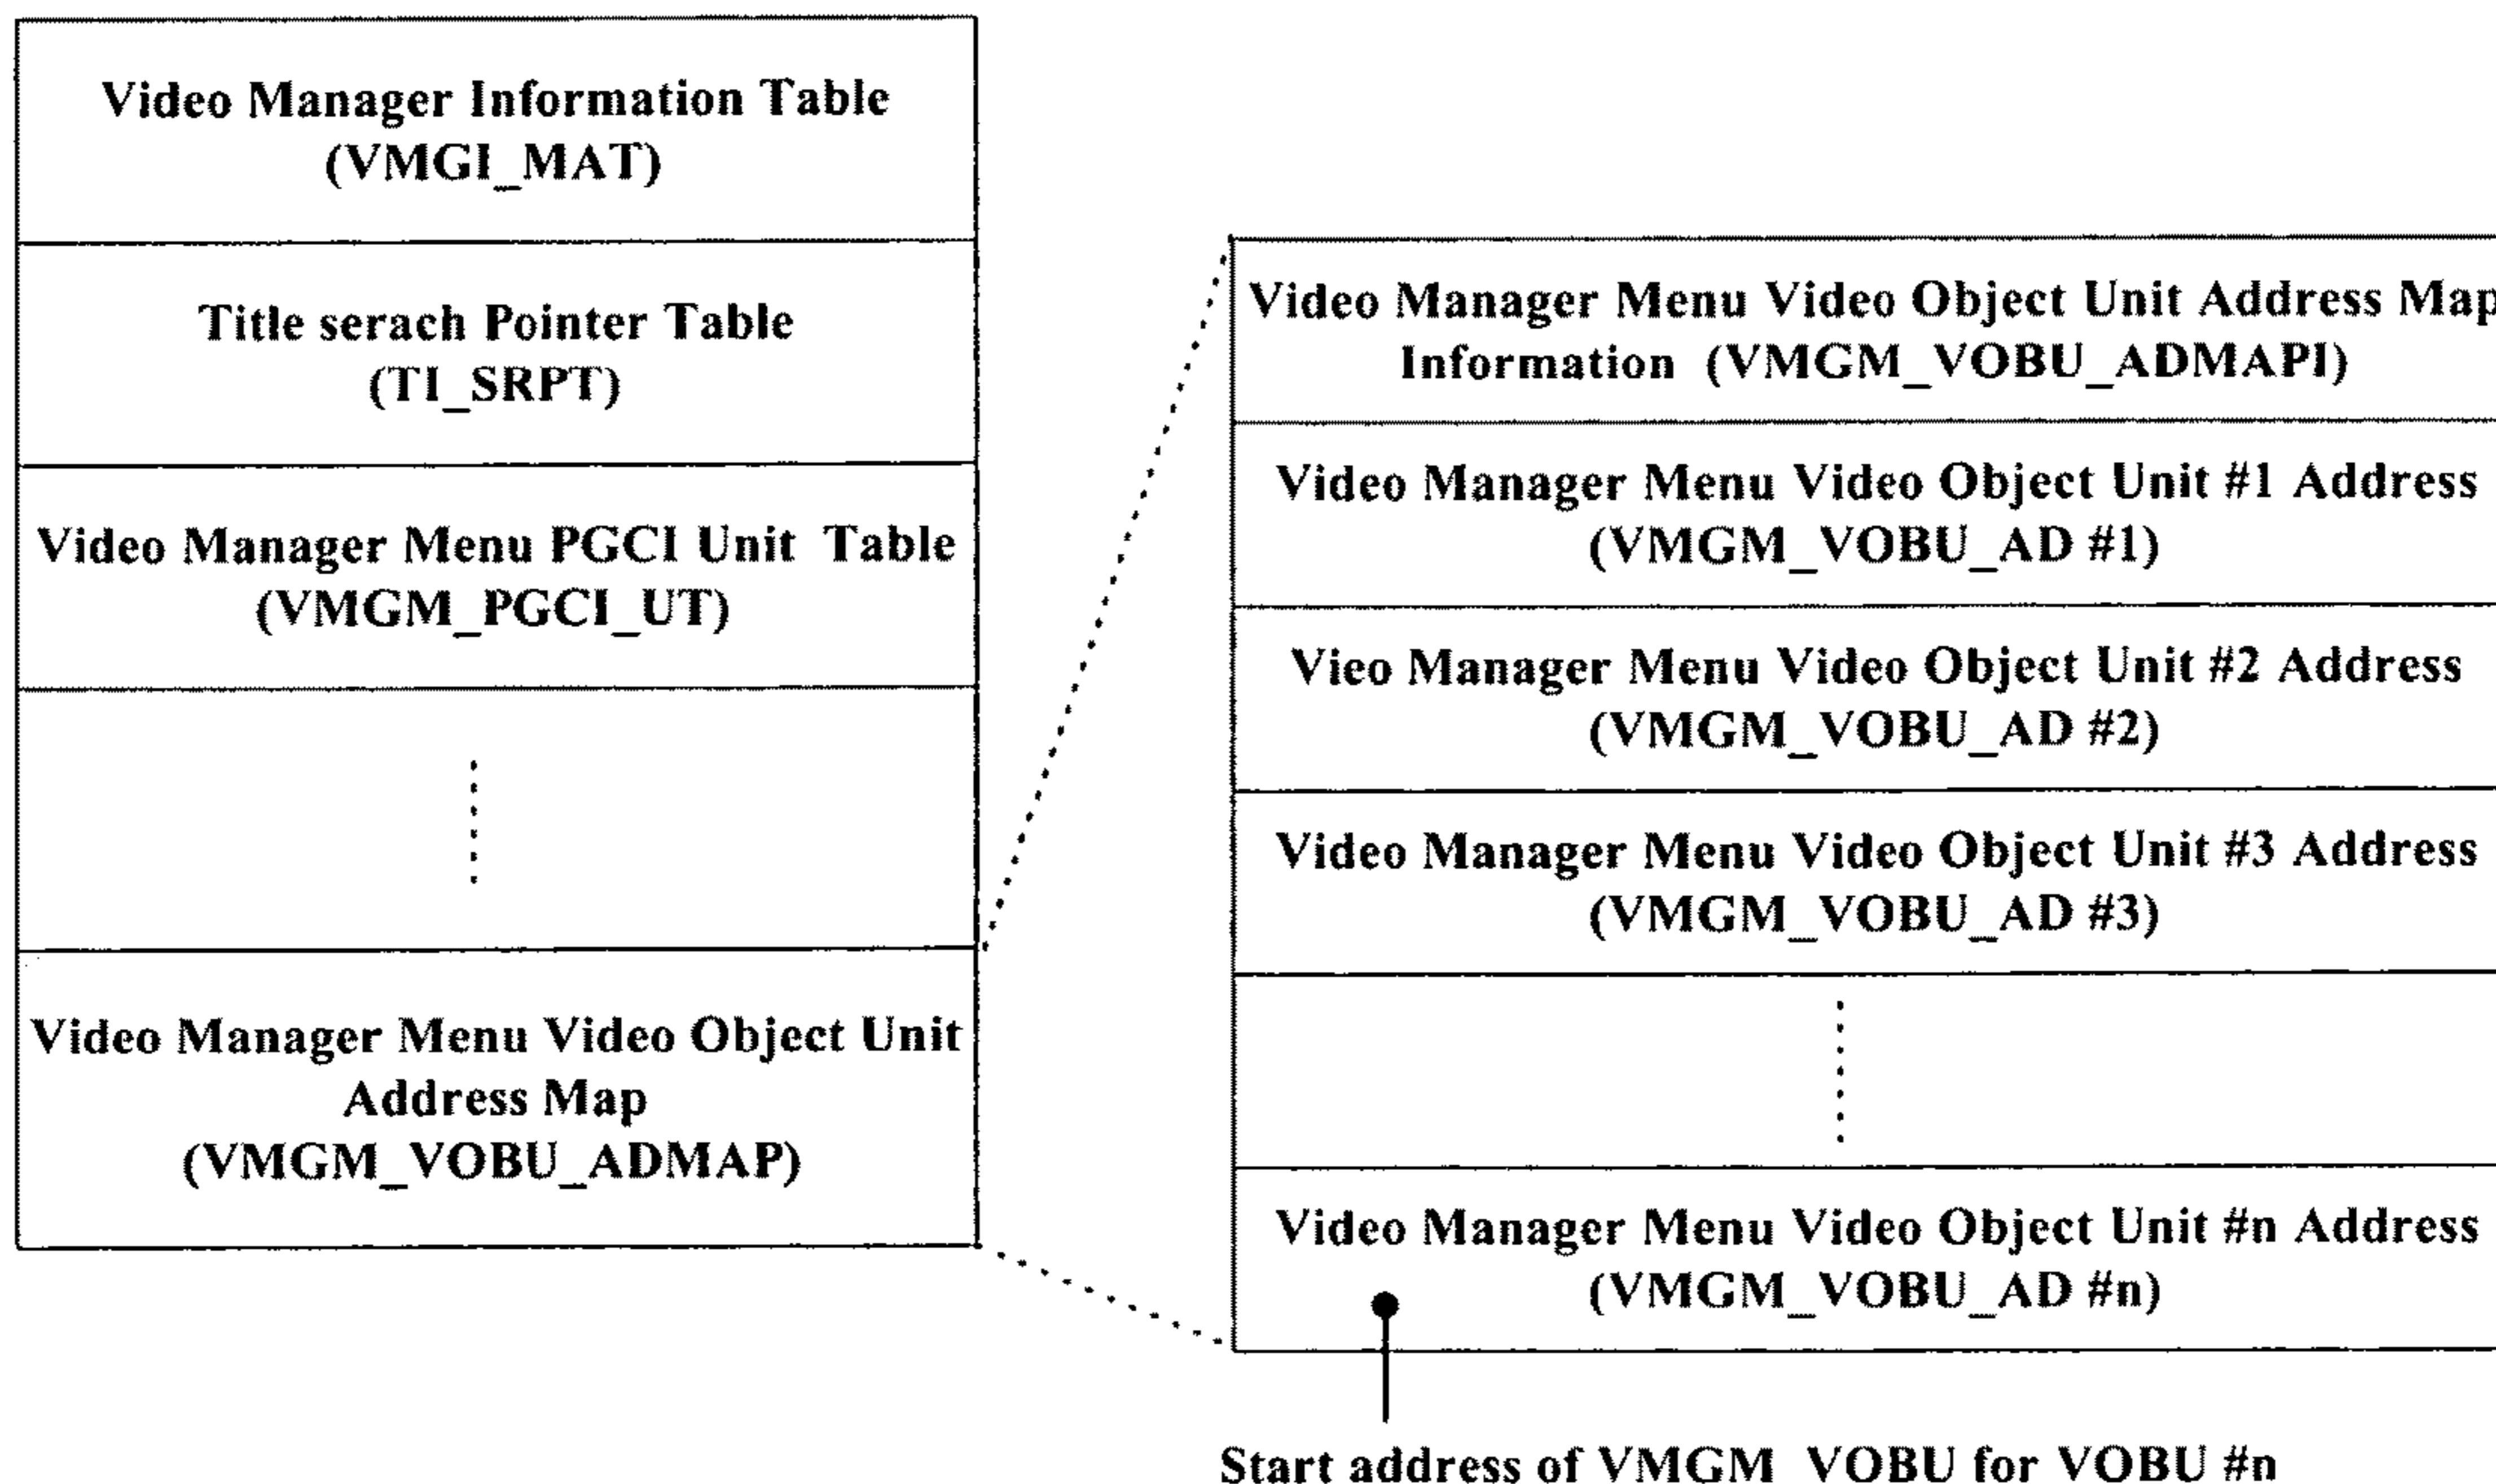 Video Manager Information Table
(VMGI_MAT)
Title serach Pointer Table
(TI_SRPT)
Video Manager Menu PGCI Unit Table
(VMGM_PGCI_UT)
Video Manager Menu Video Object Unit
Address Map
(VMGM_VOBU_ADMAP)
Video Manager Menu Video Object Unit Address Map
Information (VMGM_VOBU_ADMAPI)
Video Manager Menu Video Object Unit #1 Address
(VMGM_VOBU_AD #1)
Vieo Manager Menu Video Object Unit #2 Address
(VMGM_VOBU_AD #2)
Video Manager Menu Video Object Unit #3 Address
(VMGM_VOBU_AD #3)
Video Manager Menu Video Object Unit #n Address
(VMGM_VOBU_AD #n)
Start address of VMGM_VOBU for VOBU #n